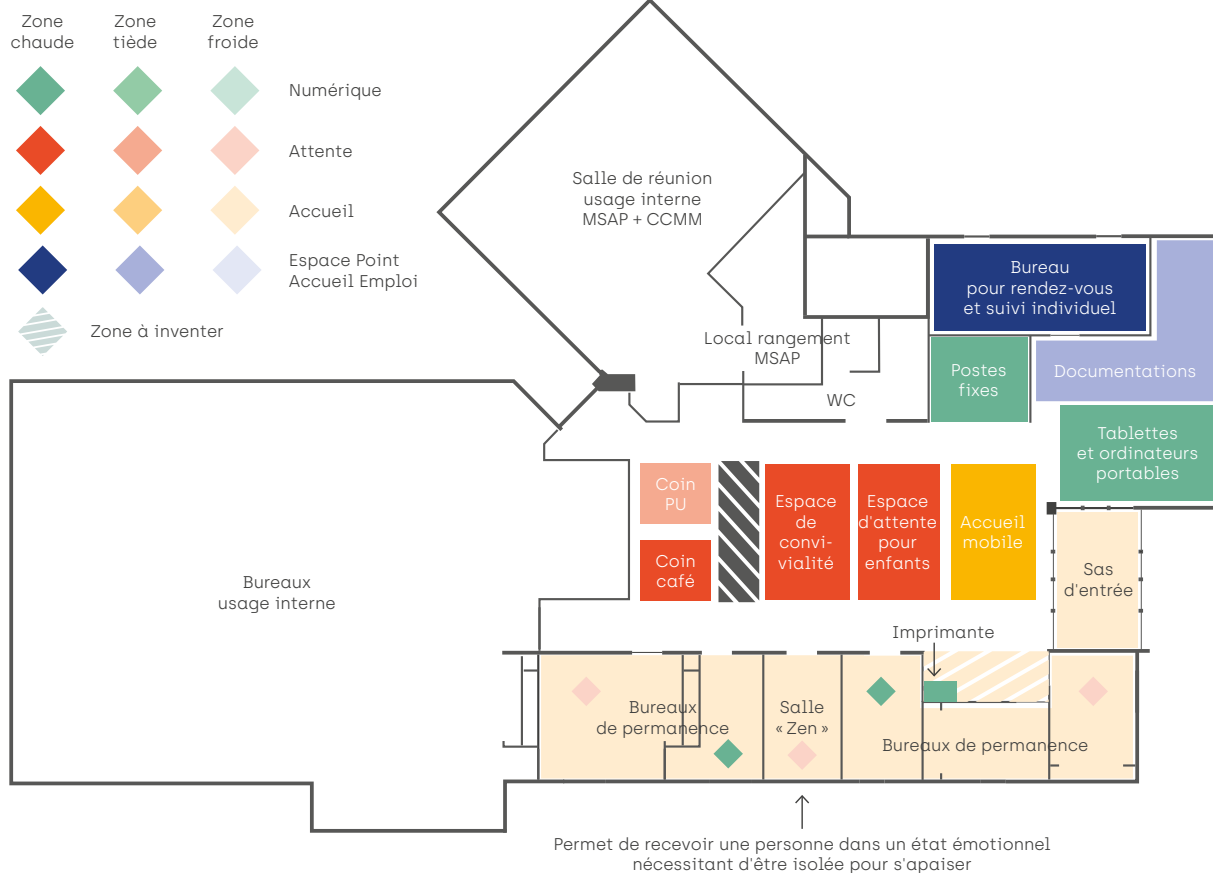 Zone
chaude
Zone
tiède
Zone
froide
Numérique
Attente
Accueil
Espace Point
Accueil Emploi
Zone à inventer
Salle de réunion
usage interne
MSAP + CCMM
Local rangement
MSAP
WC
Bureau
pour rendez-vous
et suivi individuel
Postes
fixes
Documentations
Tablettes
et ordinateurs
portables
Coin
PU
Coin
café
Espace
de
convi-
vialité
Espace
d'attente
pour
enfants
Accueil
mobile
Sas
d'entrée
Bureaux
usage interne
Imprimante
Bureaux
de permanence
Salle
« Zen »
Bureaux de permanence
Permet de recevoir une personne dans un état émotionnel
nécessitant d'être isolée pour s'apaiser